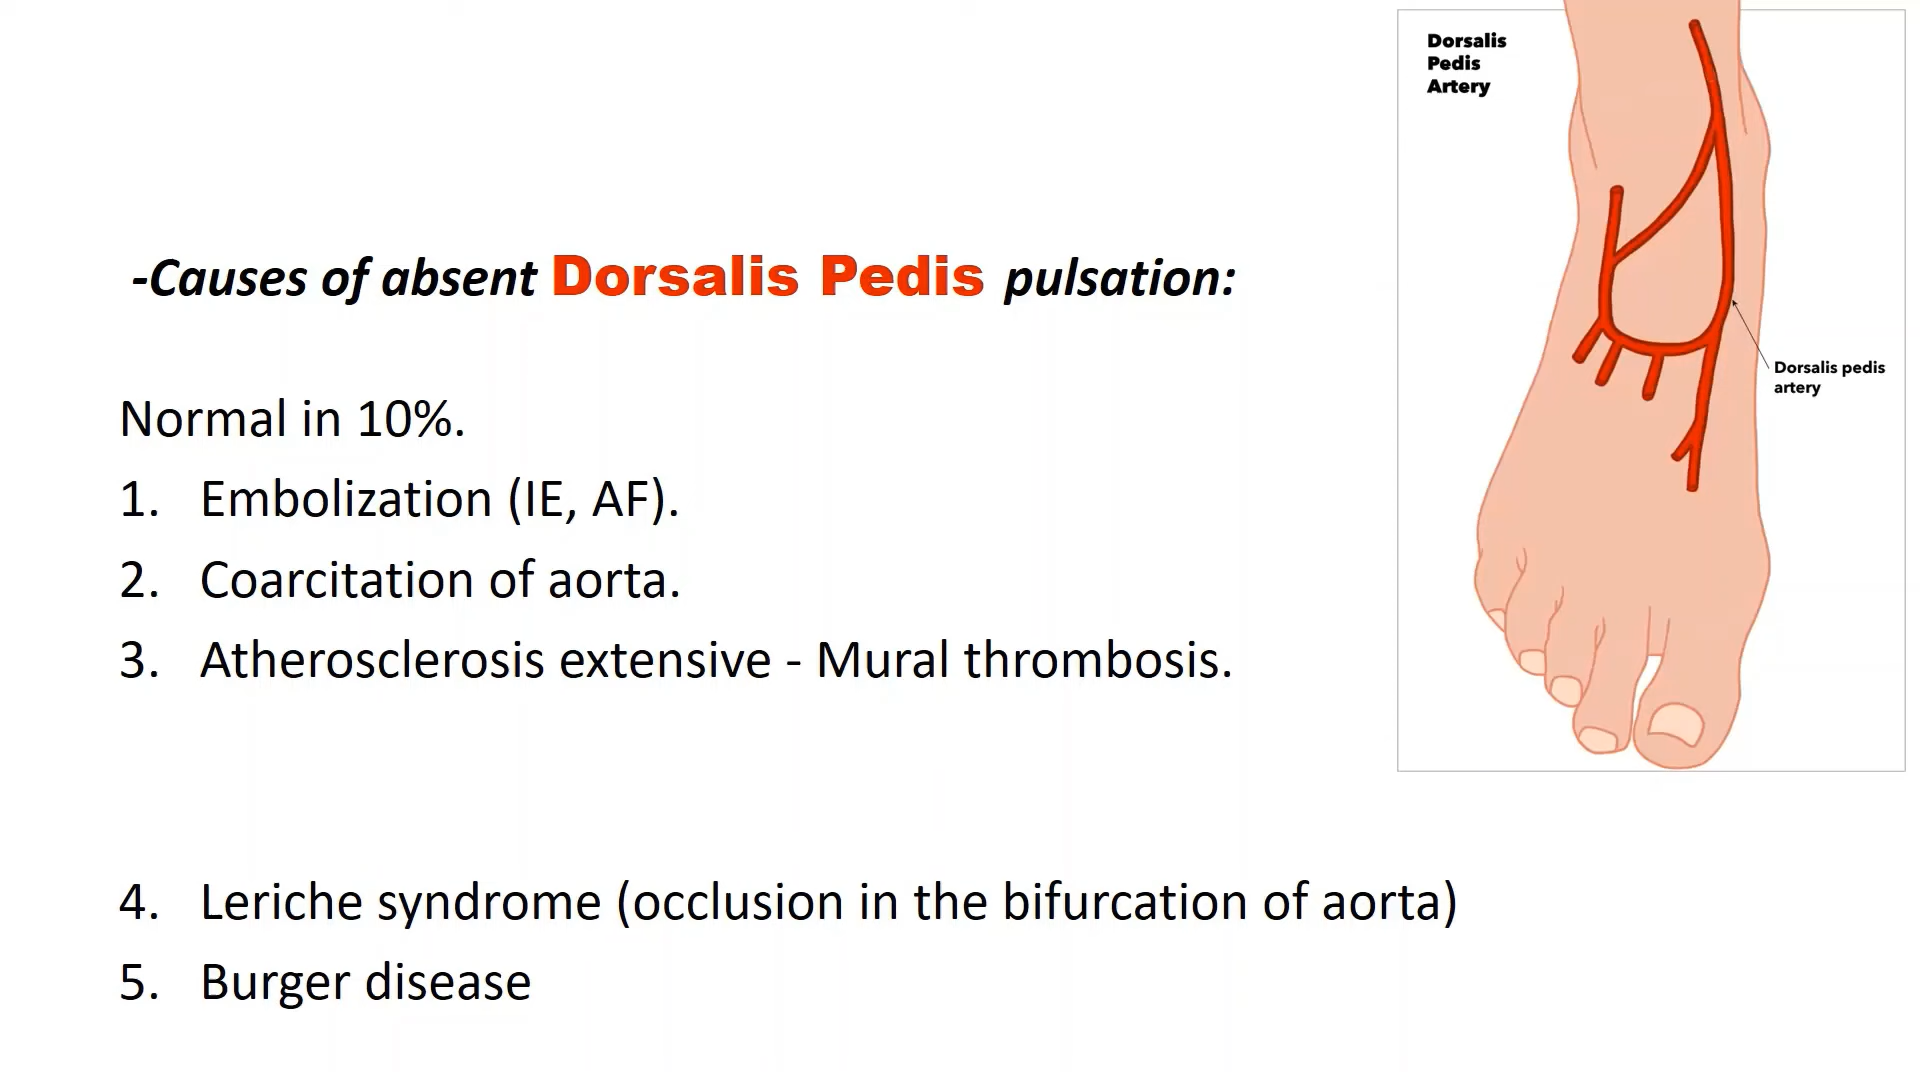 -Causes of absent Dorsalis Pedis pulsation:
Normal in 10%.
1. Embolization (IE, AF).
2. Coarcitation of aorta.
3. Atherosclerosis extensive - Mural thrombosis.
4. Leriche syndrome (occlusion in the bifurcation of aorta)
5. Burger disease
Dorsalis
Pedis
Artery
Dorsalis pedis
artery